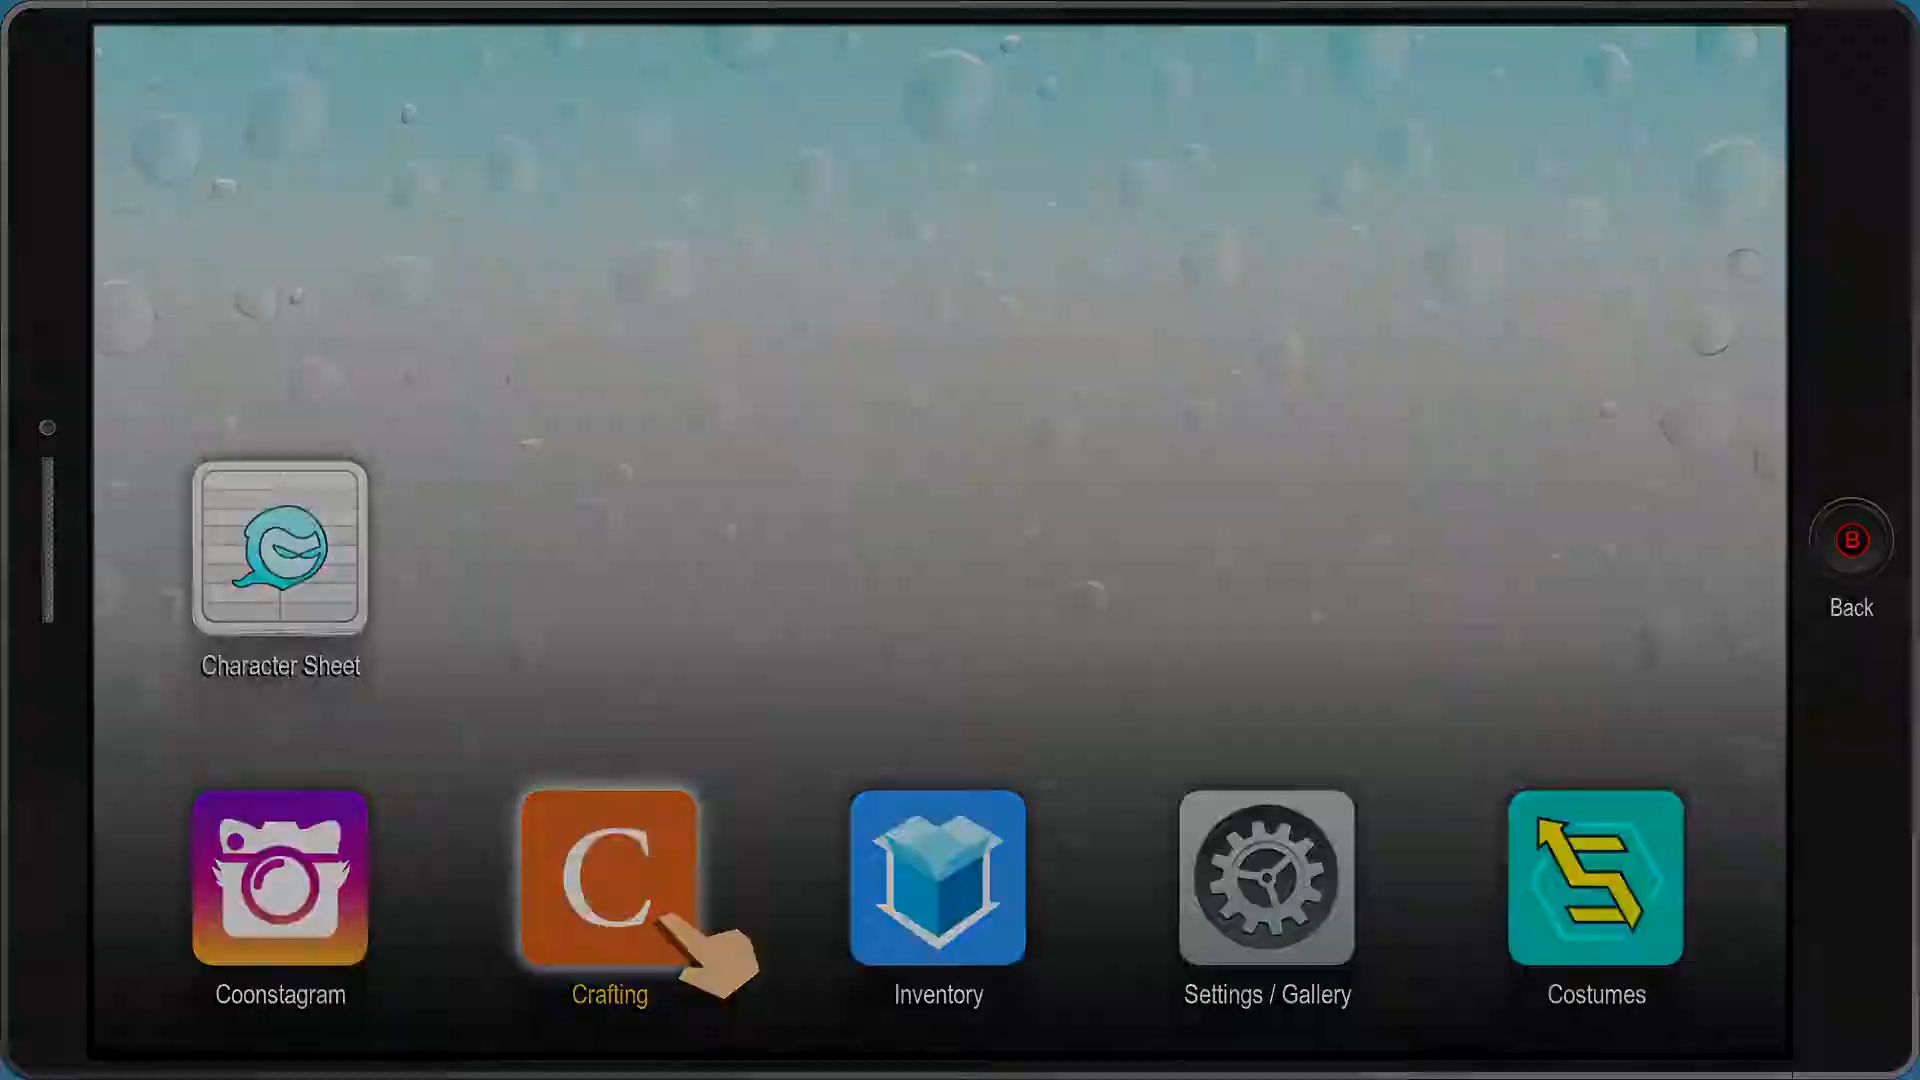 Character Sheet
B
Back
C
Coonstagram
Crafting
Inventory
Settings / Gallery
Costumes